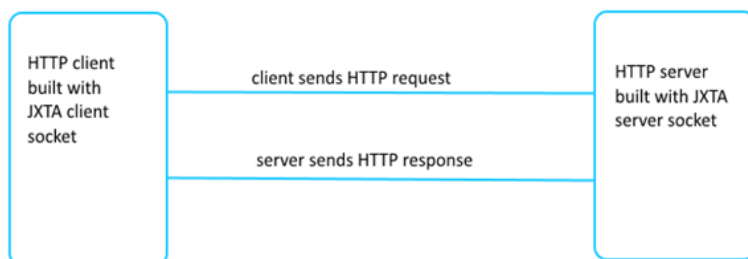 HTTP client
built with
JXTA client
socket
client sends HTTP request
server sends HTTP response
HTTP server
built with JXTA
server socket